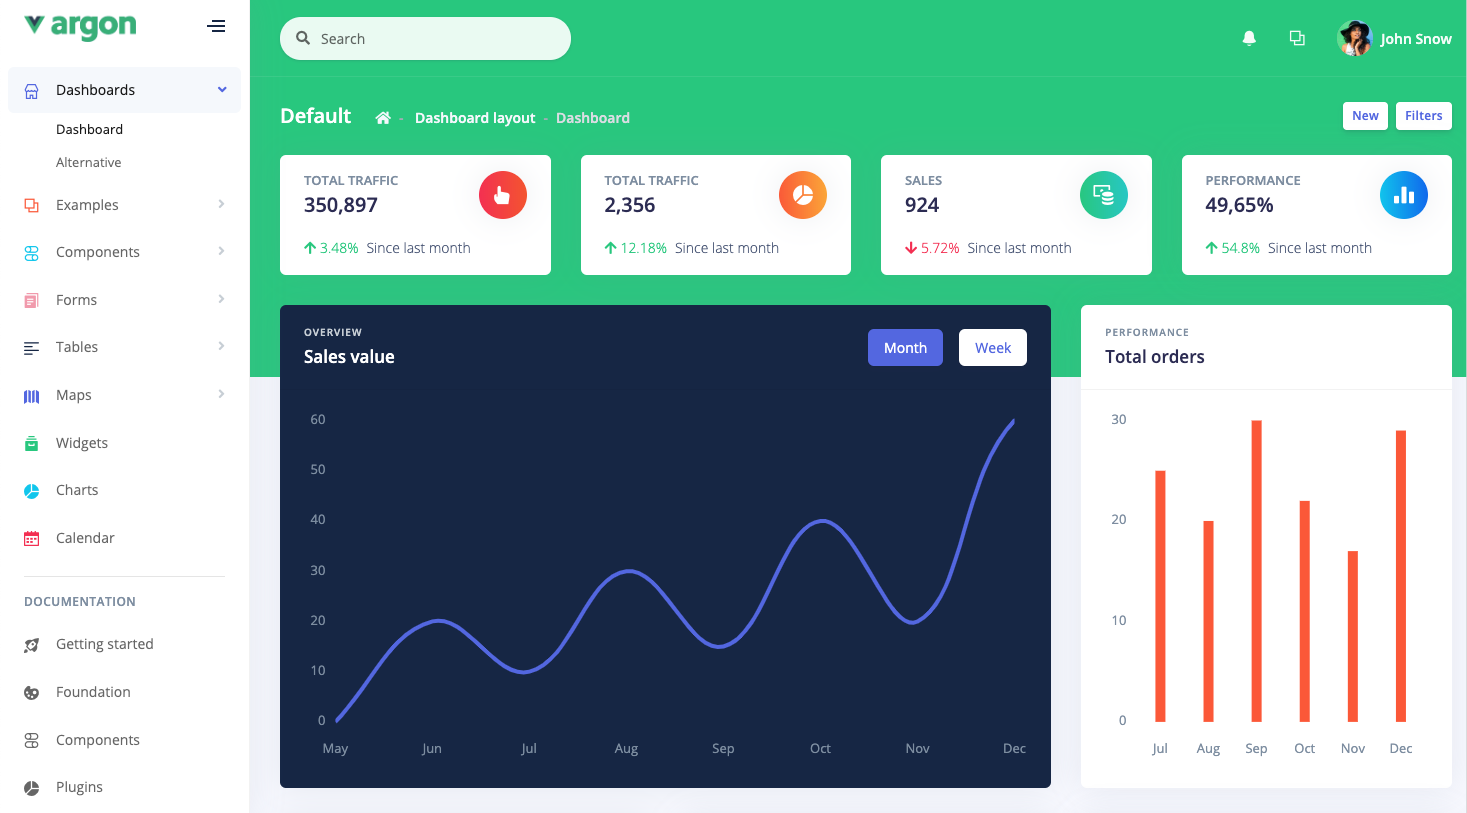 argon
Search
John Snow
Dashboards
Dashboard
Alternative
Examples
Components
Forms
Tables
Maps
Widgets
Charts
Calendar
DOCUMENTATION
Getting started
Foundation
Components
Plugins
Default - Dashboard layout - Dashboard
New Filters
TOTAL TRAFFIC
350,897
3.48% Since last month
TOTAL TRAFFIC
2,356
12.18% Since last month
SALES
924
5.72% Since last month
PERFORMANCE
49,65%
54.8% Since last month
OVERVIEW
Sales value
Month Week
60
50
40
30
20
10
0
May Jun Jul Aug Sep Oct Nov Dec
PERFORMANCE
Total orders
30
20
10
0
Jul Aug Sep Oct Nov Dec